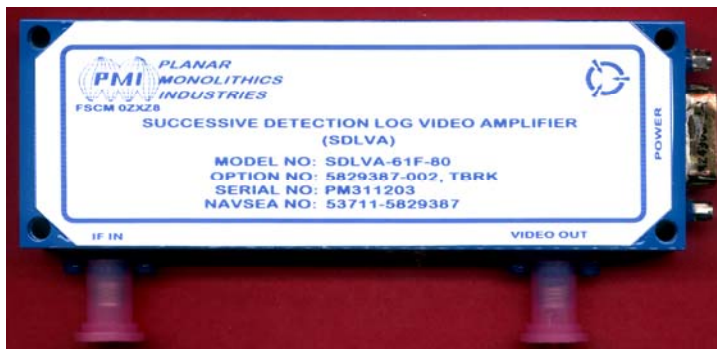 PMI
PLANAR
MONOLITHICS
INDUSTRIES
FSCM 0ZXZ8
SUCCESSIVE DETECTION LOG VIDEO AMPLIFIER
(SDLVA)
MODEL NO: SDLVA-61F-80
OPTION NO: 5829387-002, TBRK
SERIAL NO: PM311203
NAVSEA NO: 53711-5829387
POWER
IF IN
VIDEO OUT